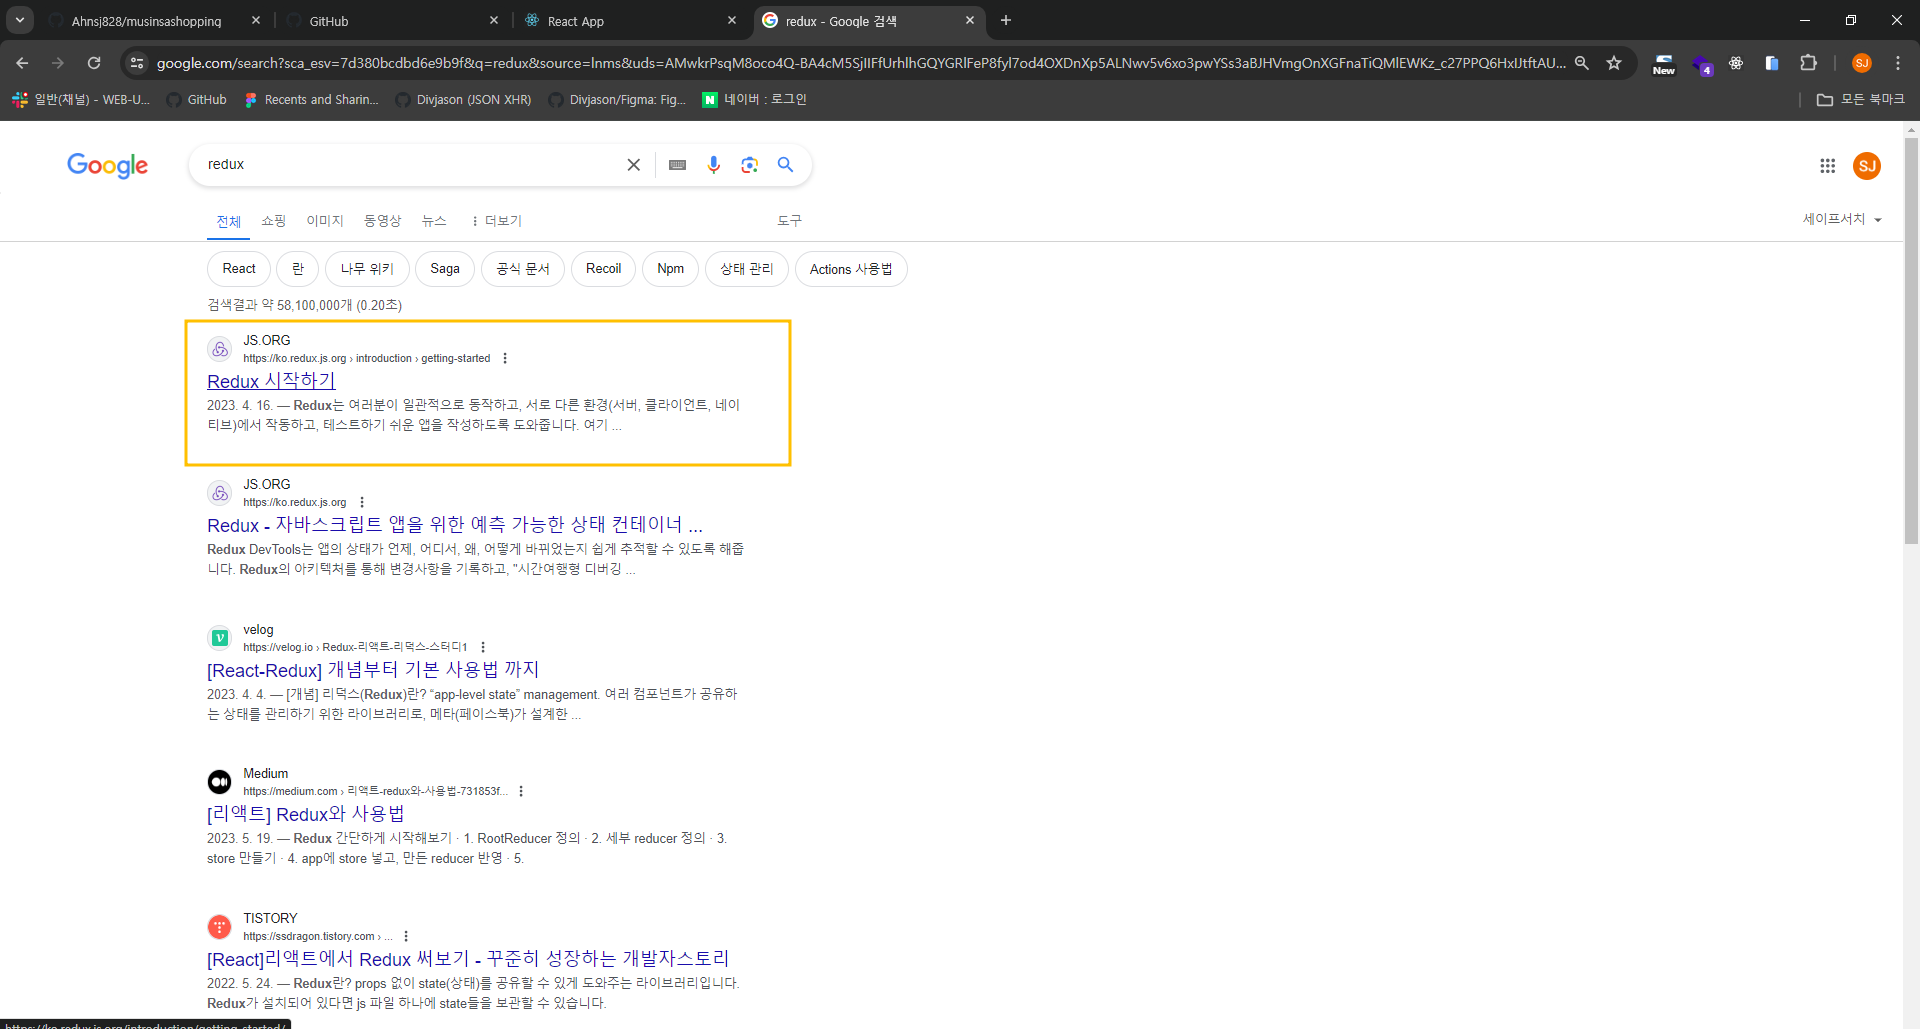 Ahnsj828/musinsashopping
GitHub
React App
redux - Google 검색
google.com/search?sca_esv=7d380bcdbd6e9b9f&q=redux&source=lnms&uds=AMwkrPsqM8oco4Q-BA4cM5SjIIFfUrhlhGQYGRlFeP8fyl7od4OXDnXp5ALNwv5v6xo3pwYSs3aBJHVmgOnXGFnaTiQMlEWKz_c27PPQ6HxIJtftAU...
New
4
SJ
일반(채널) - WEB-U...
GitHub
Recents and Sharin...
Divjason (JSON XHR)
Divjason/Figma: Fig...
네이버 : 로그인
모든 북마크
Google
redux
SJ
전체 쇼핑 이미지 동영상 뉴스 더보기 도구
세이프서치
React 란 나무 위키 Saga 공식 문서 Recoil Npm 상태 관리 Actions 사용법
검색결과 약 58,100,000개 (0.20초)
JS.ORG
https://ko.redux.js.org › introduction › getting-started
Redux 시작하기
2023. 4. 16. — Redux는 여러분이 일관적으로 동작하고, 서로 다른 환경(서버, 클라이언트, 네이
티브)에서 작동하고, 테스트하기 쉬운 앱을 작성하도록 도와줍니다. 여기 ...
JS.ORG
https://ko.redux.js.org
Redux - 자바스크립트 앱을 위한 예측 가능한 상태 컨테이너 ...
Redux DevTools는 앱의 상태가 언제, 어디서, 왜, 어떻게 바뀌었는지 쉽게 추적할 수 있도록 해줍
니다. Redux의 아키텍처를 통해 변경사항을 기록하고, "시간여행형 디버깅 ...
velog
https://velog.io › Redux-리액트-리덕스-스터디1
[React-Redux] 개념부터 기본 사용법 까지
2023. 4. 4. — [개념] 리덕스(Redux)란? “app-level state” management. 여러 컴포넌트가 공유하
는 상태를 관리하기 위한 라이브러리로, 메타(페이스북)가 설계한 ...
Medium
https://medium.com › 리액트-redux와-사용법-731853f...
[리액트] Redux와 사용법
2023. 5. 19. — Redux 간단하게 시작해보기 · 1. RootReducer 정의 · 2. 세부 reducer 정의 · 3.
store 만들기 · 4. app에 store 넣고, 만든 reducer 반영 · 5.
TISTORY
https://ssdragon.tistory.com › ...
[React]리액트에서 Redux 써보기 - 꾸준히 성장하는 개발자스토리
2022. 5. 24. — Redux란? props 없이 state(상태)를 공유할 수 있게 도와주는 라이브러리입니다.
Redux가 설치되어 있다면 js 파일 하나에 state들을 보관할 수 있습니다.
https://ko.redux.js.org/introduction/getting-started/